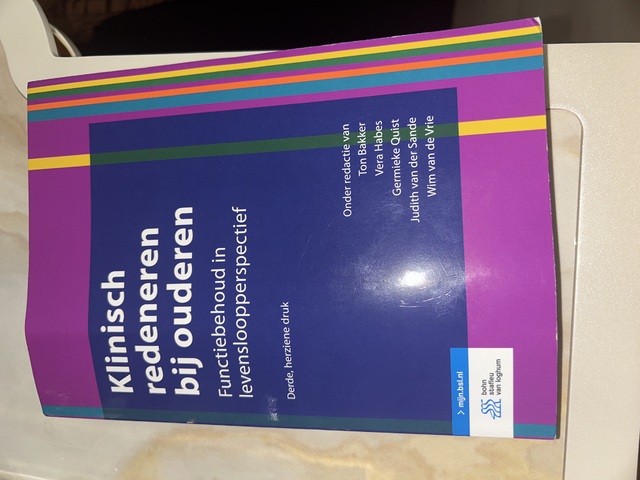 Klinisch
redeneren
bij ouderen
Functiebehoud in
levensloopperspectief
Derde, herziene druk
Onder redactie van
Ton Bakker
Vera Habes
Germieke Quist
Judith van der Sande
Wim van de Vrie
> mijn.bsl.nl
bohn
stafleu
van loghum